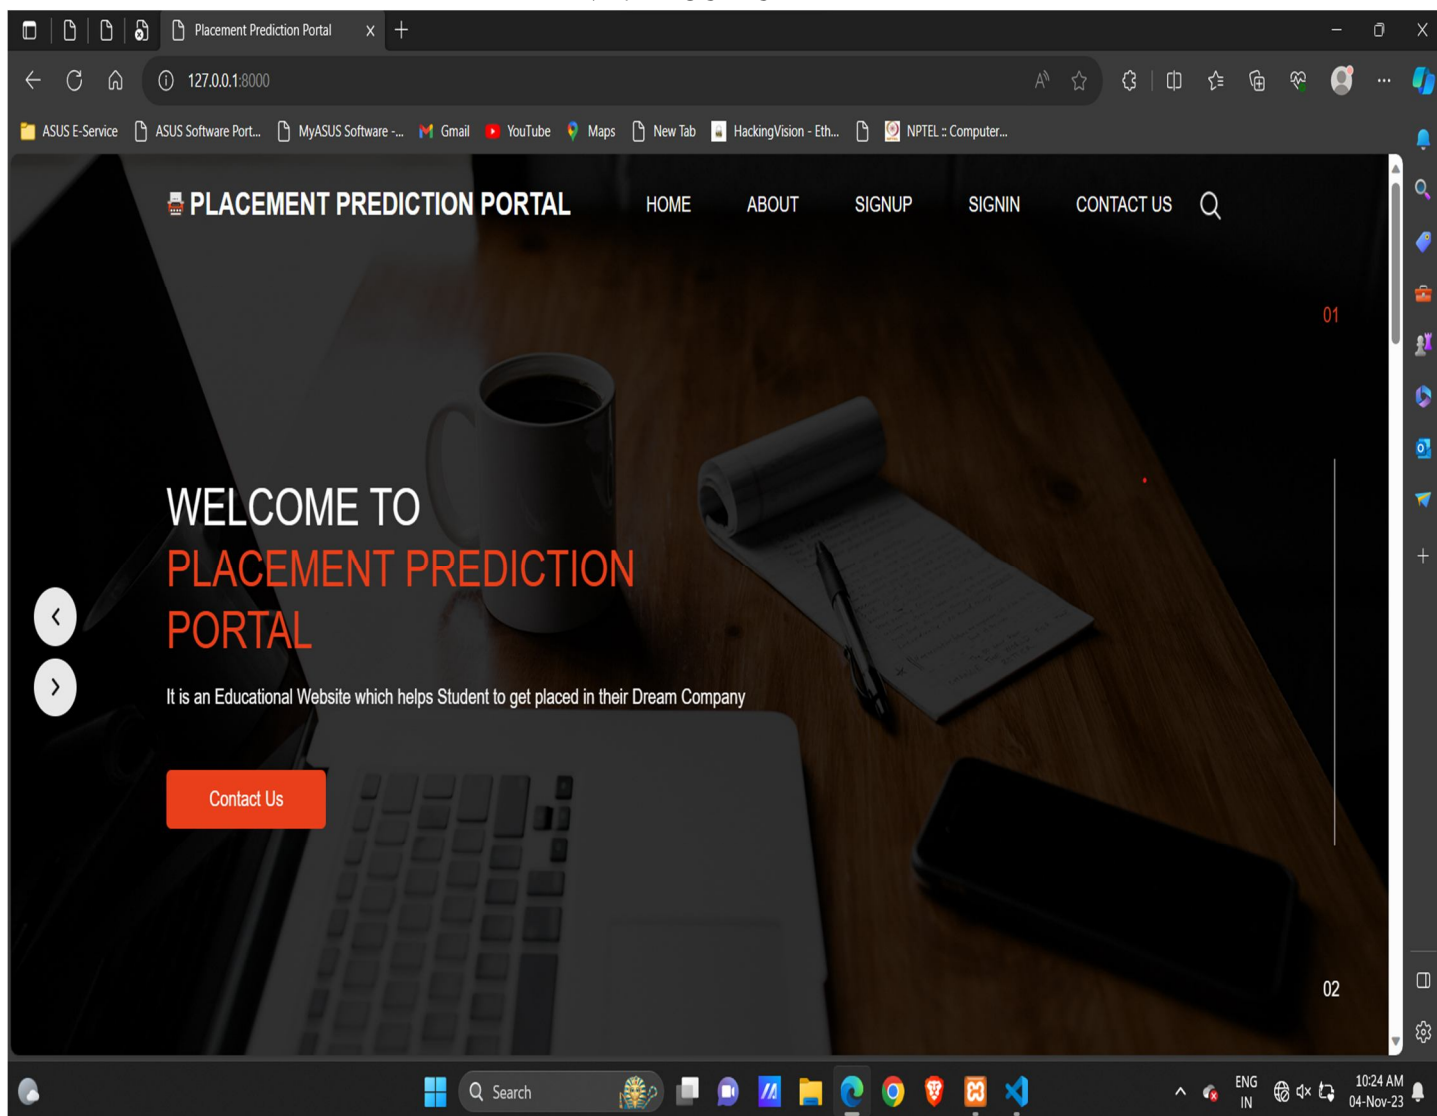 Placement Prediction Portal
127.0.0.1:8000
ASUS E-Service ASUS Software Port... MyASUS Software -... Gmail YouTube Maps New Tab HackingVision - Eth... NPTEL :: Computer...
PLACEMENT PREDICTION PORTAL HOME ABOUT SIGNUP SIGNIN CONTACT US
01
WELCOME TO
PLACEMENT PREDICTION
PORTAL
It is an Educational Website which helps Student to get placed in their Dream Company
Contact Us
02
Search
ENG
IN
10:24 AM
04-Nov-23